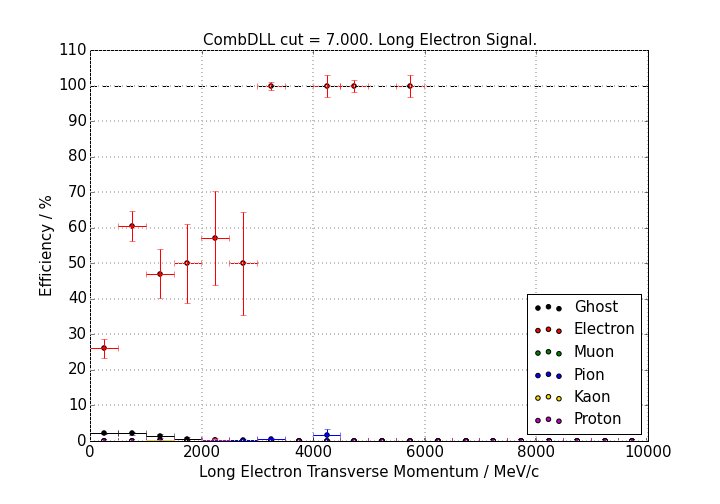 CombDLL cut = 7.000. Long Electron Signal.
110
100
90
80
70
60
50
40
30
20
10
0
Efficiency / %
Ghost
Electron
Muon
Pion
Kaon
Proton
0 2000 4000 6000 8000 10000
Long Electron Transverse Momentum / MeV/c